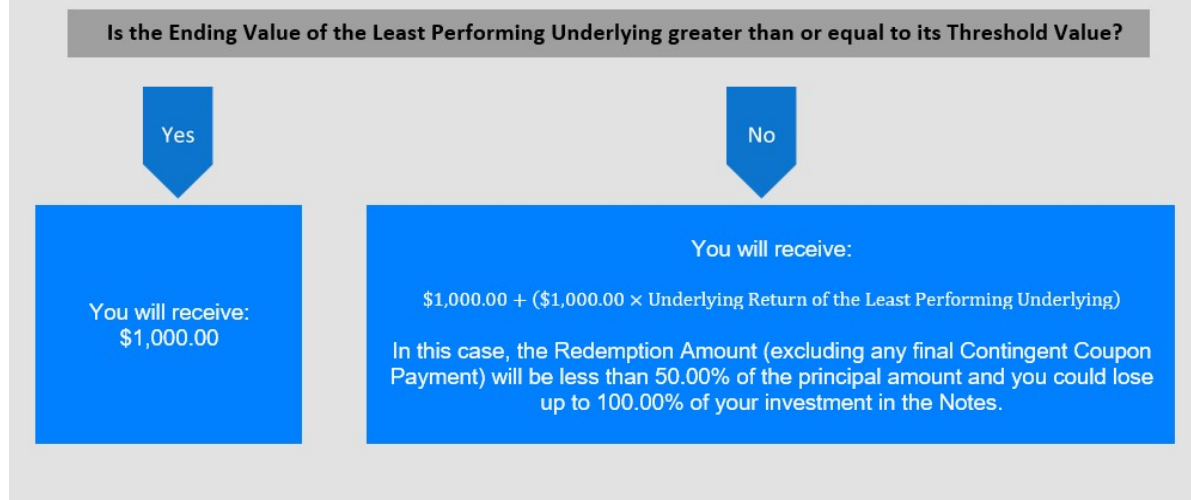 Is the Ending Value of the Least Performing Underlying greater than or equal to its Threshold Value?
Yes
No
You will receive:
$1,000.00
You will receive:
$1,000.00 + ($1,000.00 × Underlying Return of the Least Performing Underlying)
In this case, the Redemption Amount (excluding any final Contingent Coupon
Payment) will be less than 50.00% of the principal amount and you could lose
up to 100.00% of your investment in the Notes.